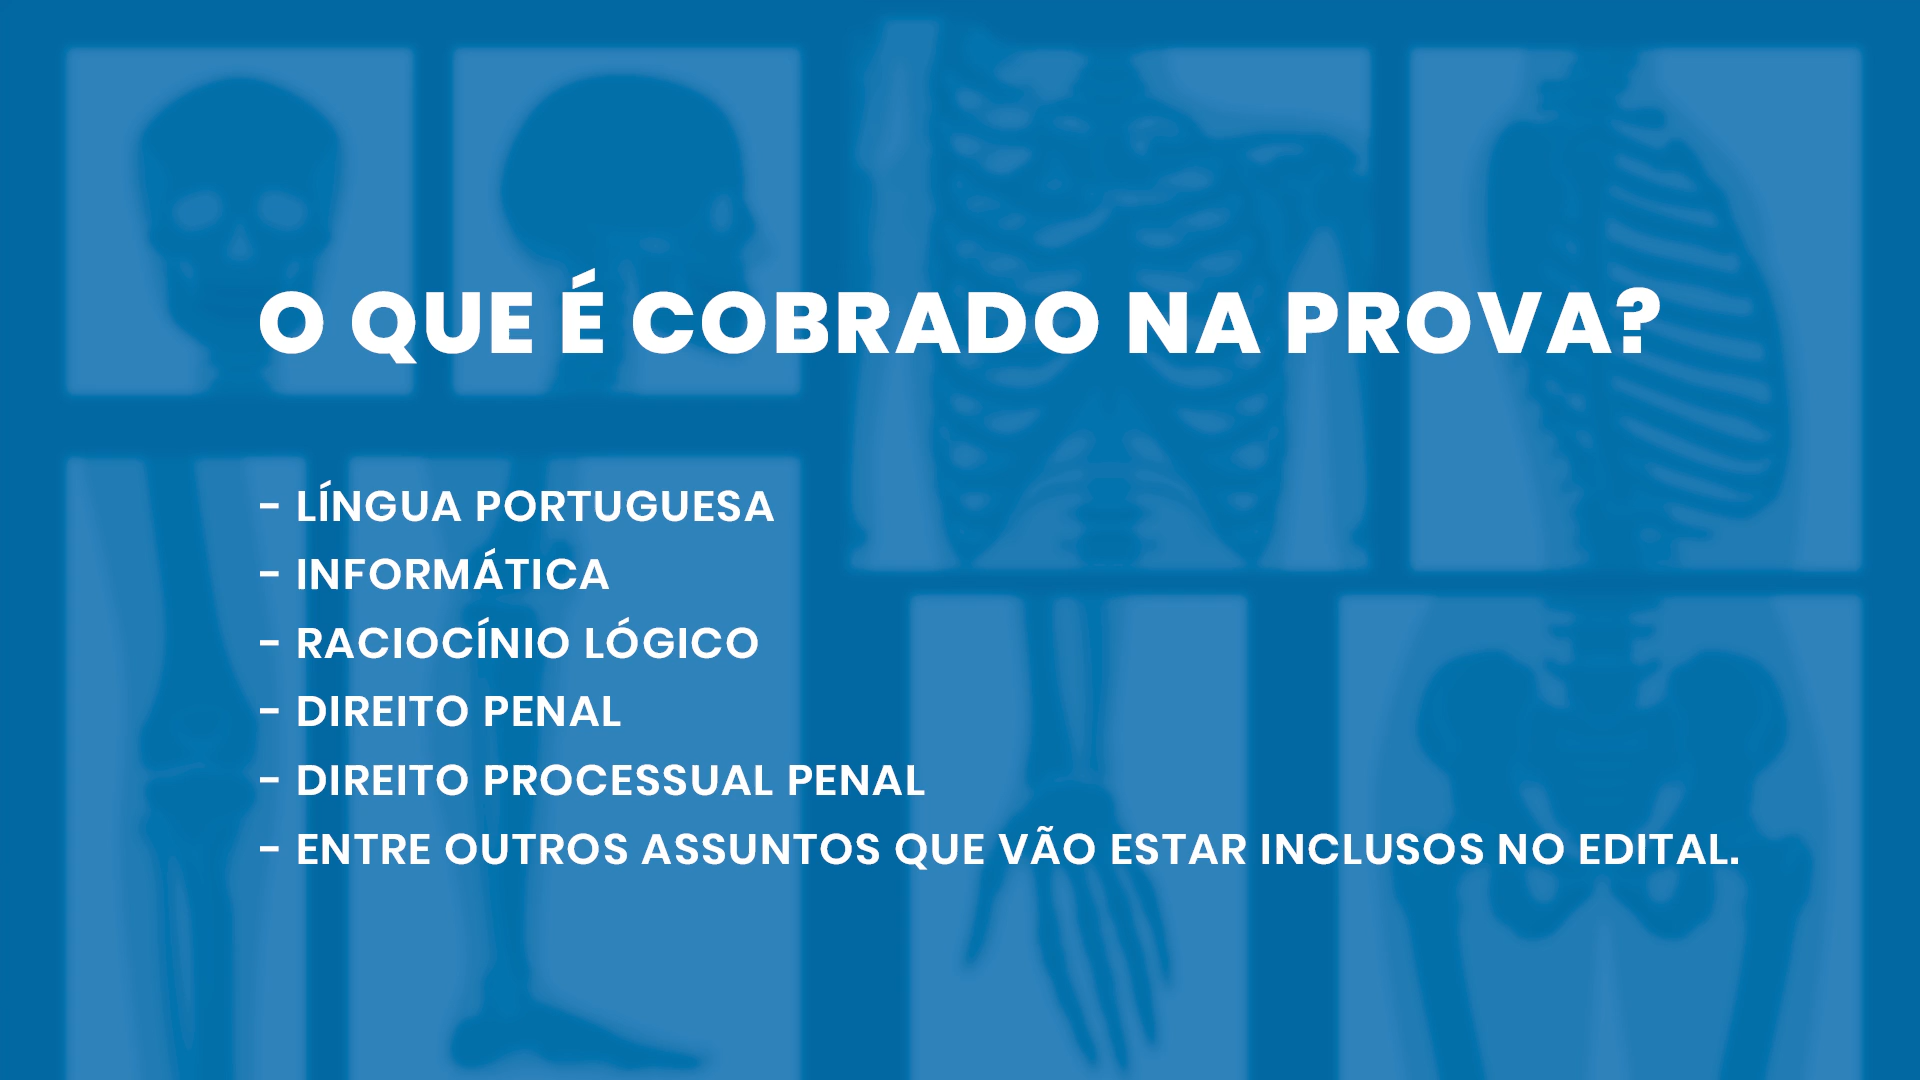 O QUE É COBRADO NA PROVA?
- LÍNGUA PORTUGUESA
- INFORMÁTICA
- RACIOCÍNIO LÓGICO
- DIREITO PENAL
- DIREITO PROCESSUAL PENAL
- ENTRE OUTROS ASSUNTOS QUE VÃO ESTAR INCLUSOS NO EDITAL.